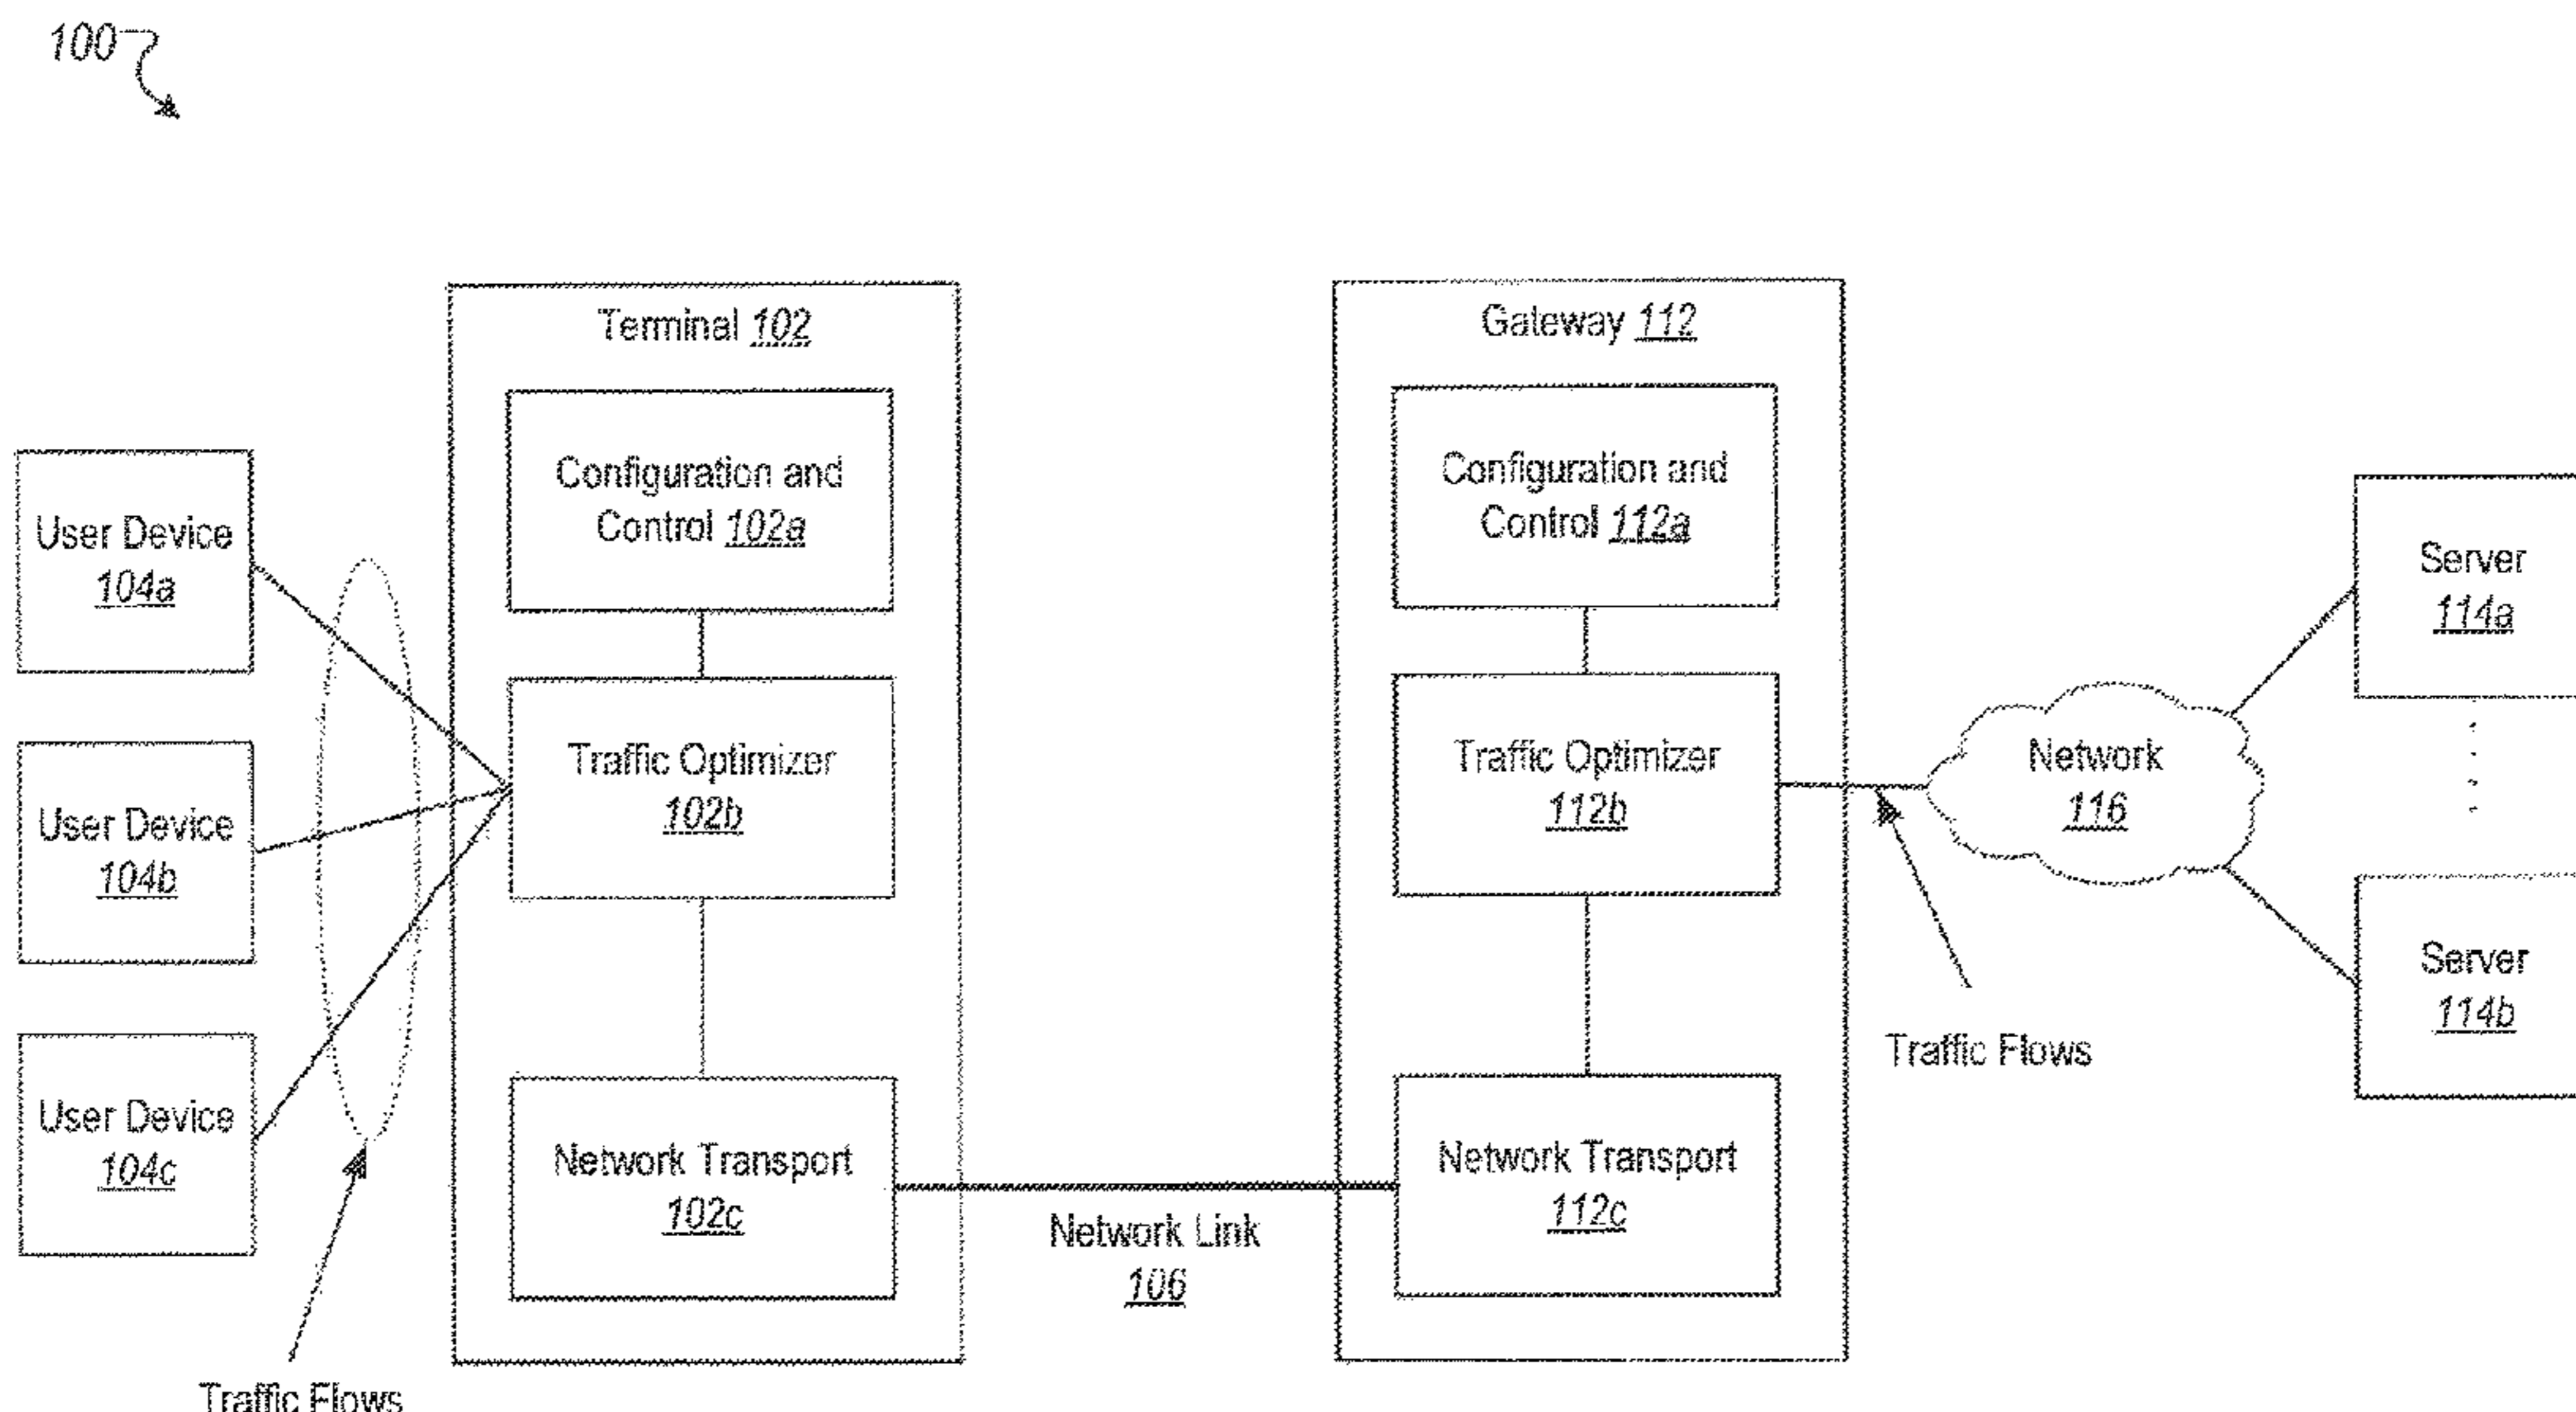 100
Terminal 102
Gateway 112
Configuration and
Control 102a
Configuration and
Control 112a
User Device
104a
Server
114a
Traffic Optimizer
102b
Traffic Optimizer
112b
Network
116
User Device
104b
Server
114b
Traffic Flows
User Device
104c
Network Transport
102c
Network Transport
112c
Network Link
106
Traffic Flows